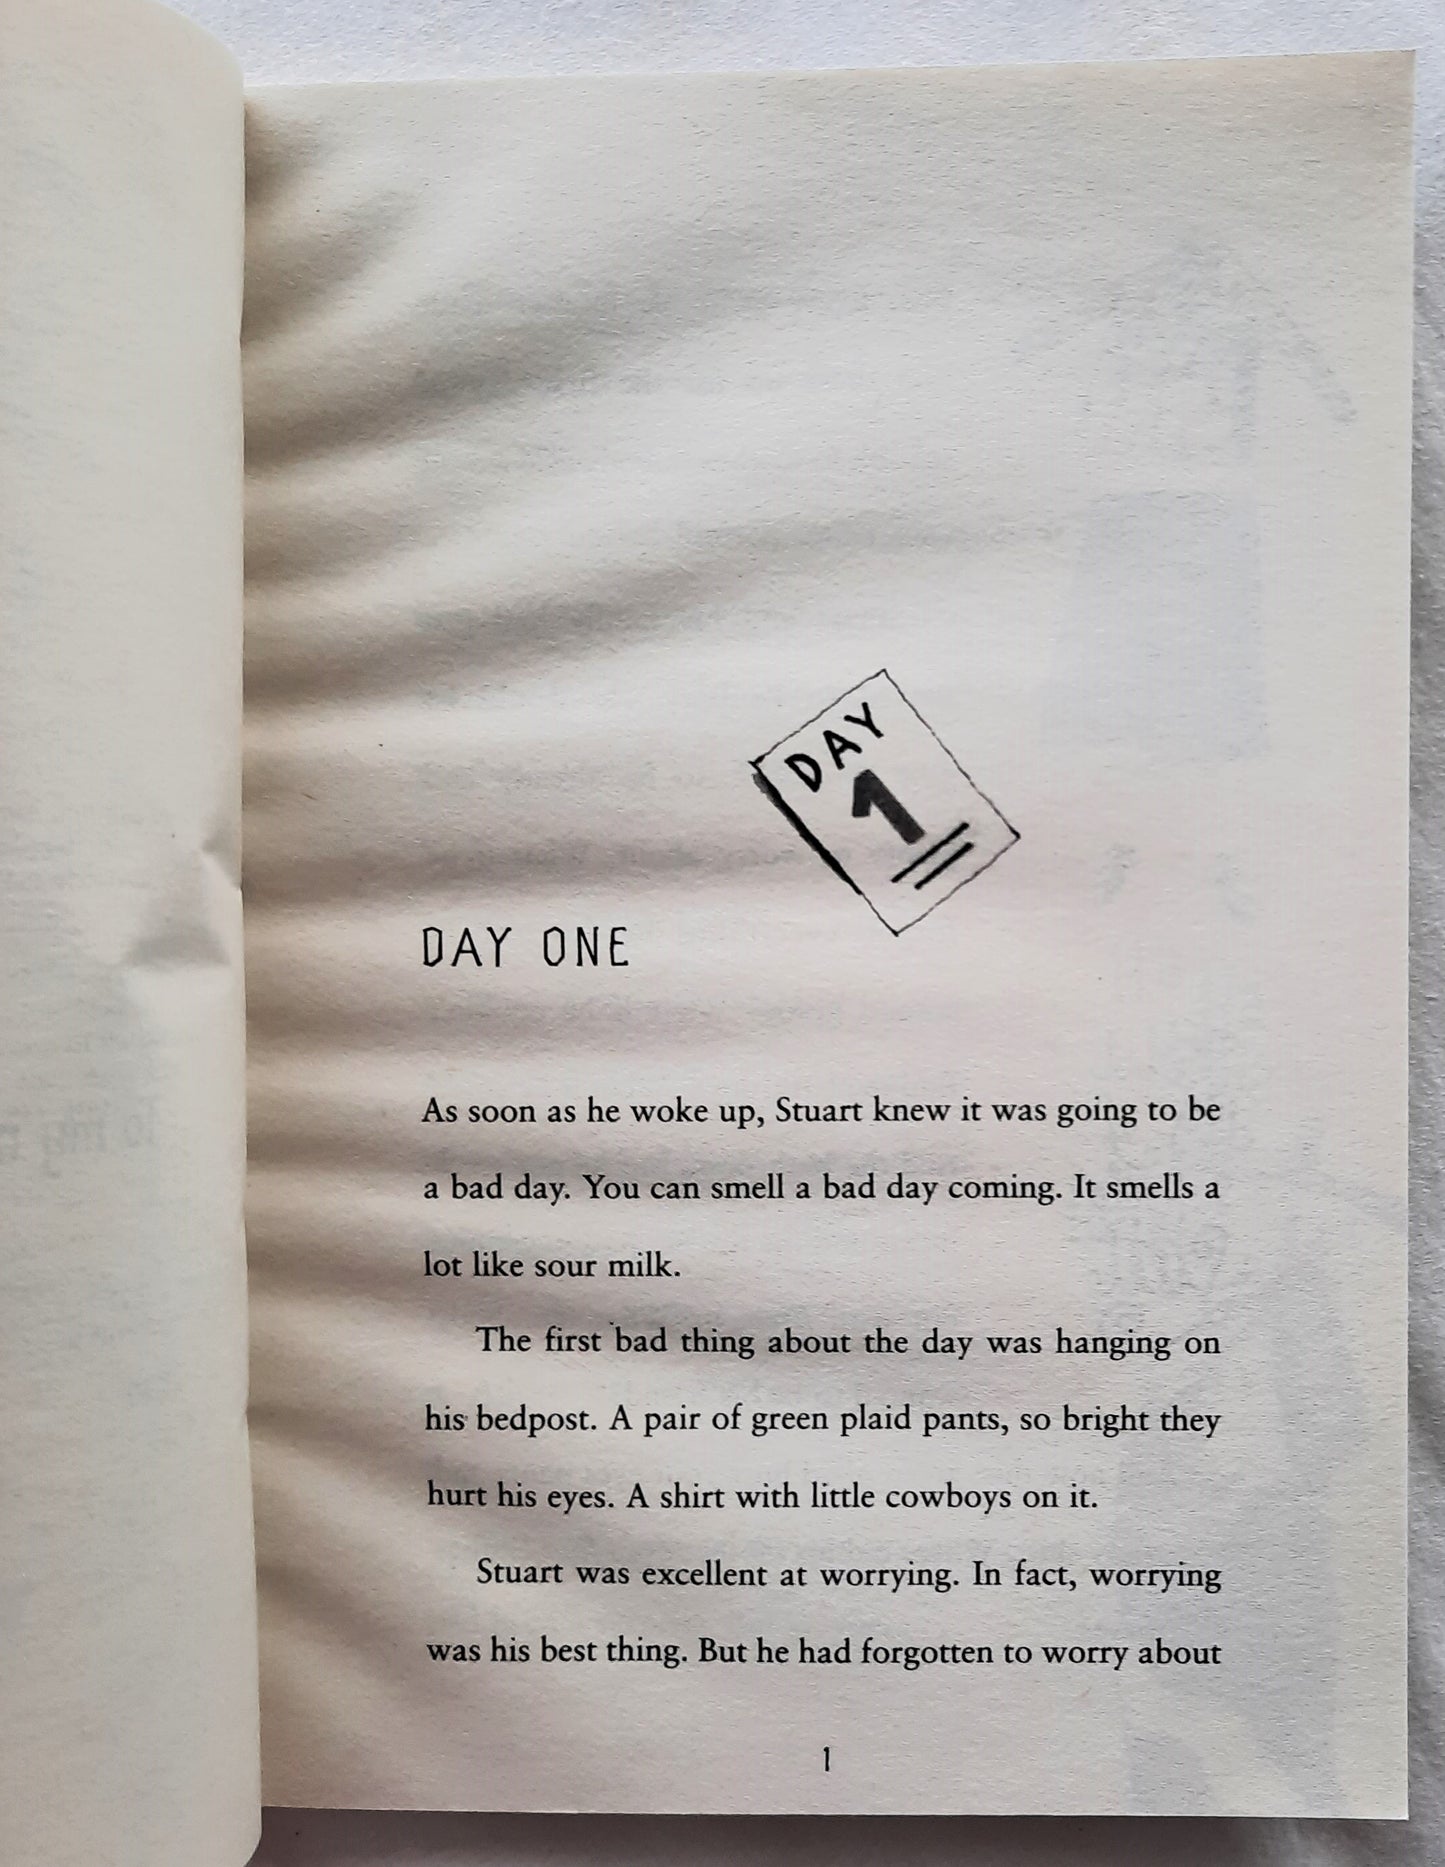 DAY
1
DAY ONE
As soon as he woke up, Stuart knew it was going to be
a bad day. You can smell a bad day coming. It smells a
lot like sour milk.
The first bad thing about the day was hanging on
his bedpost. A pair of green plaid pants, so bright they
hurt his eyes. A shirt with little cowboys on it.
Stuart was excellent at worrying. In fact, worrying
was his best thing. But he had forgotten to worry about
1